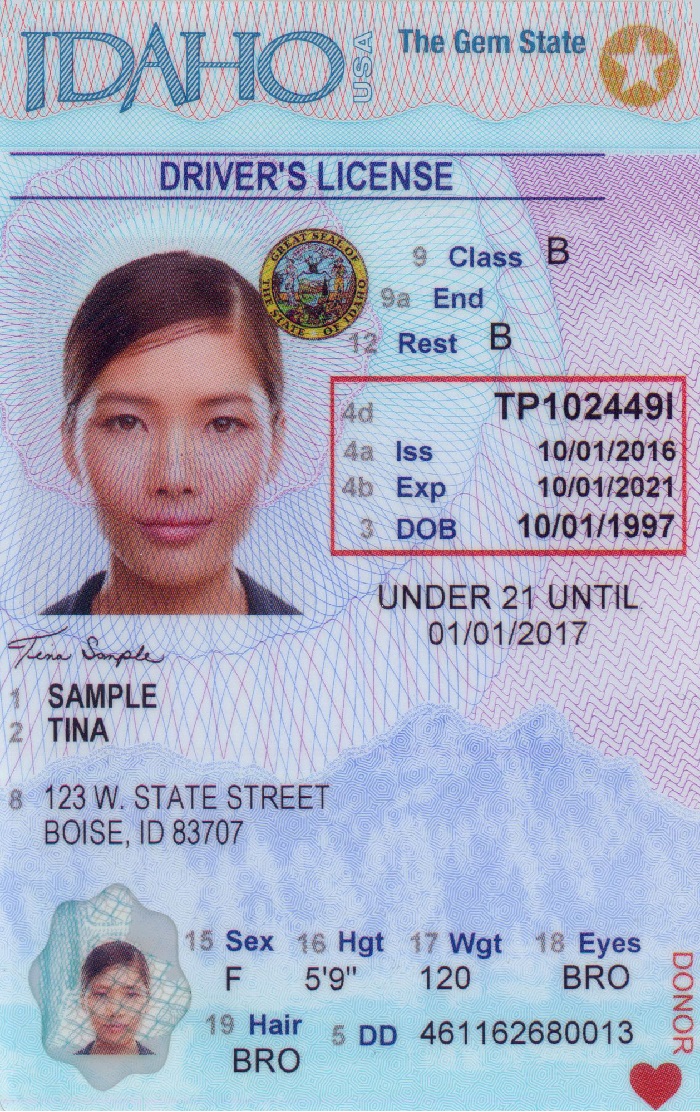 IDAHO USA The Gem State
DRIVER'S LICENSE
GREAT SEAL OF THE STATE OF IDAHO
9 Class B
9a End
12 Rest B
4d TP102449I
4a Iss 10/01/2016
4b Exp 10/01/2021
3 DOB 10/01/1997
UNDER 21 UNTIL
01/01/2017
Tina Sample
1 SAMPLE
2 TINA
8 123 W. STATE STREET
BOISE, ID 83707
15 Sex 16 Hgt 17 Wgt 18 Eyes
F 5'9" 120 BRO
19 Hair 5 DD 461162680013
BRO
DONOR